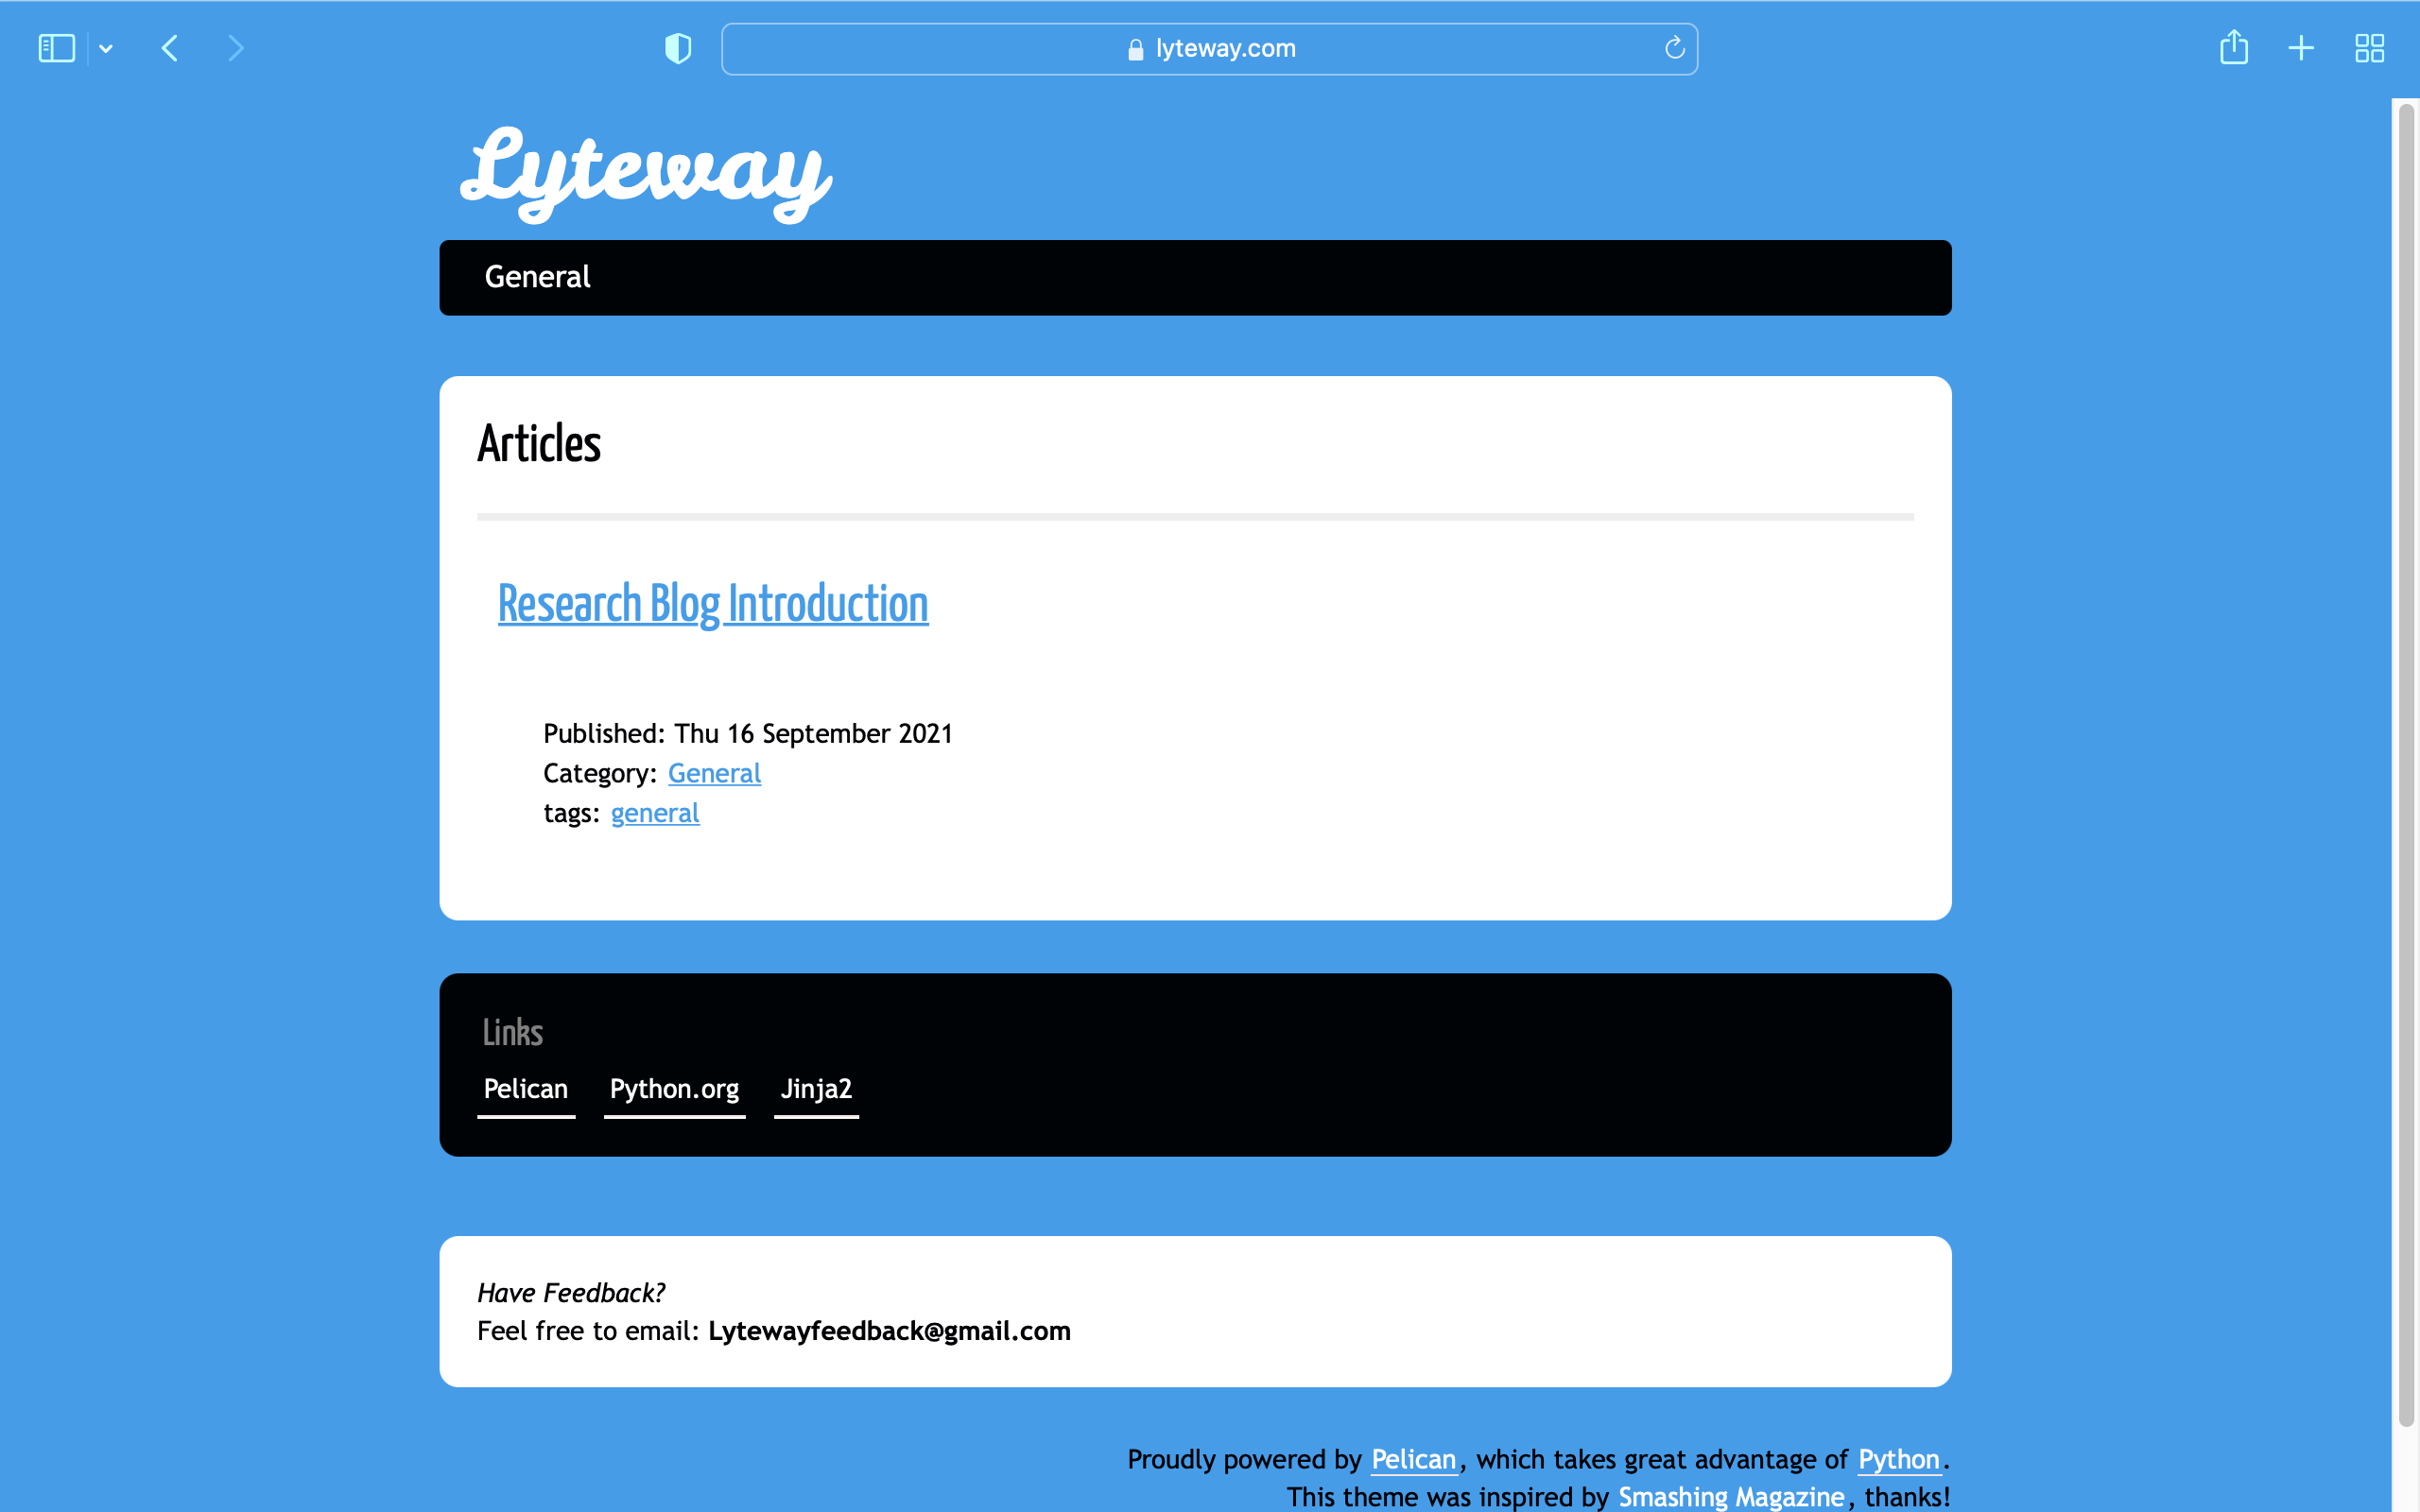 lyteway.com
Lyteway
General
Articles
Research Blog Introduction
Published: Thu 16 September 2021
Category: General
tags: general
Links
Pelican Python.org Jinja2
Have Feedback?
Feel free to email: Lytewayfeedback@gmail.com
Proudly powered by Pelican, which takes great advantage of Python.
This theme was inspired by Smashing Magazine, thanks!